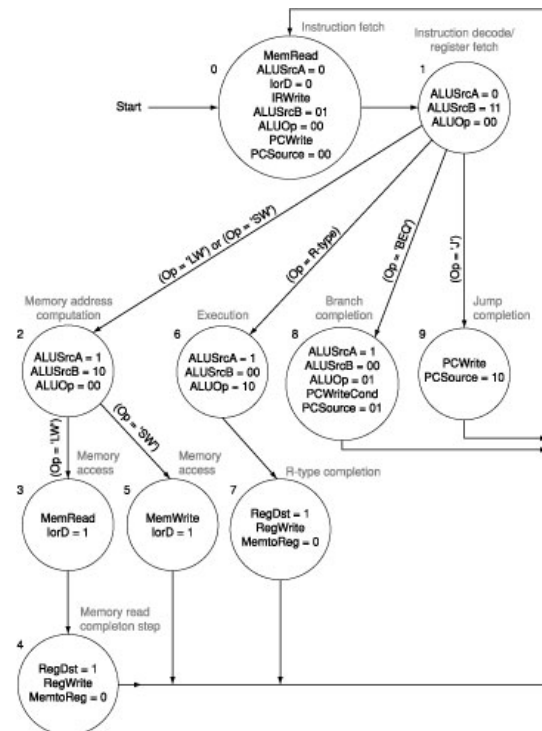 Instruction fetch
0
MemRead
ALUSrcA = 0
IorD = 0
IRWrite
ALUSrcB = 01
ALUOp = 00
PCWrite
PCSource = 00
Start
Instruction decode/
register fetch
1
ALUSrcA = 0
ALUSrcB = 11
ALUOp = 00
(Op = 'LW') or (Op = 'SW')
(Op = R-type)
(Op = 'BEQ')
(Op = 'J')
Memory address
computation
2
ALUSrcA = 1
ALUSrcB = 10
ALUOp = 00
Execution
6
ALUSrcA = 1
ALUSrcB = 00
ALUOp = 10
Branch
completion
8
ALUSrcA = 1
ALUSrcB = 00
ALUOp = 01
PCWriteCond
PCSource = 01
Jump
completion
9
PCWrite
PCSource = 10
(Op = 'LW')
(Op = 'SW')
Memory
access
3
MemRead
IorD = 1
Memory
access
5
MemWrite
IorD = 1
R-type completion
7
RegDst = 1
RegWrite
MemtoReg = 0
Memory read
completon step
4
RegDst = 1
RegWrite
MemtoReg = 0